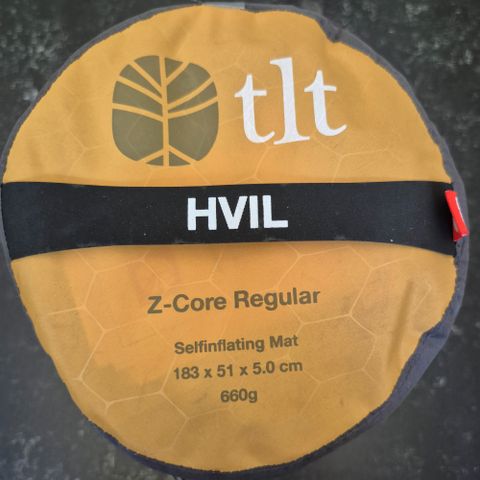 tlt
HVIL
Z-Core Regular
Selfinflating Mat
183 x 51 x 5.0 cm
660g